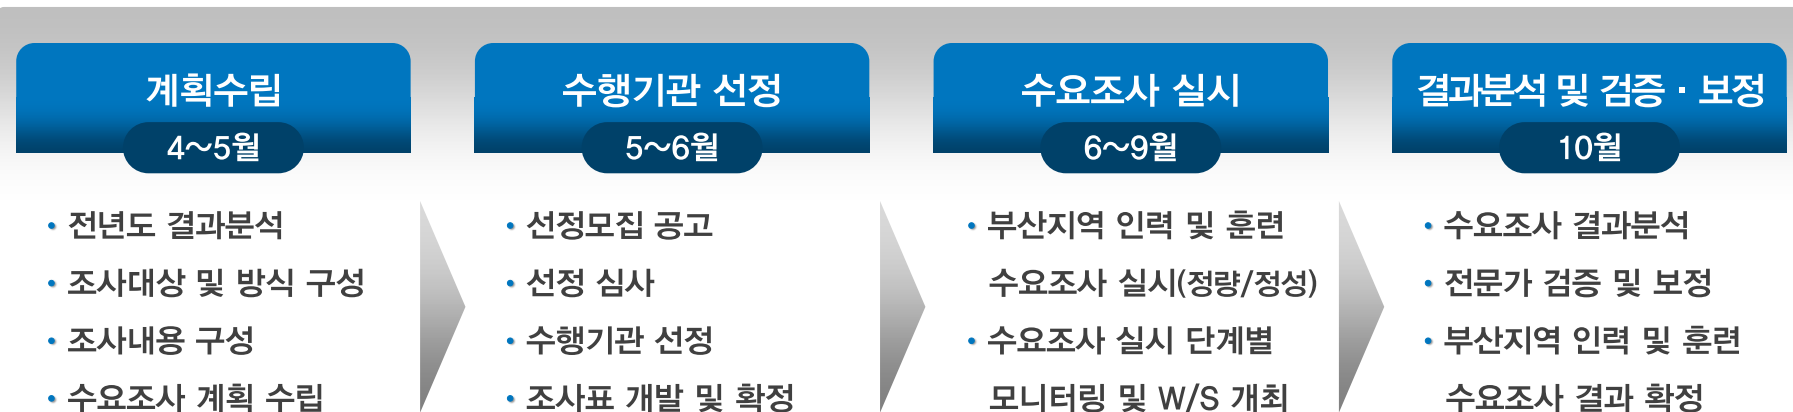 계획수립
4~5월
• 전년도 결과분석
• 조사대상 및 방식 구성
• 조사내용 구성
• 수요조사 계획 수립
수행기관 선정
5~6월
• 선정모집 공고
• 선정 심사
• 수행기관 선정
• 조사표 개발 및 확정
수요조사 실시
6~9월
• 부산지역 인력 및 훈련
수요조사 실시(정량/정성)
• 수요조사 실시 단계별
모니터링 및 W/S 개최
결과분석 및 검증 · 보정
10월
• 수요조사 결과분석
• 전문가 검증 및 보정
• 부산지역 인력 및 훈련
수요조사 결과 확정